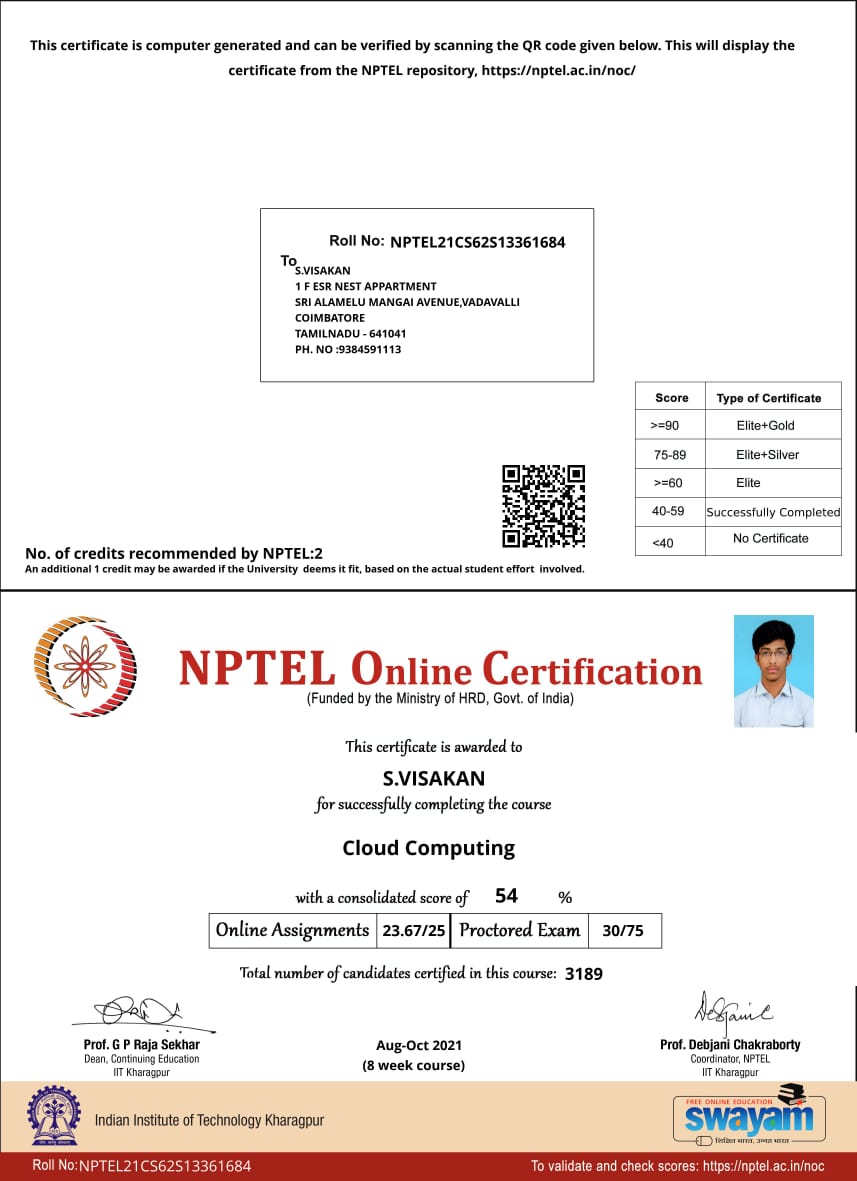 This certificate is computer generated and can be verified by scanning the QR code given below. This will display the
certificate from the NPTEL repository, https://nptel.ac.in/noc/
Roll No: NPTEL21CS62S13361684
To
S.VISAKAN
1 F ESR NEST APPARTMENT
SRI ALAMELU MANGAI AVENUE,VADAVALLI
COIMBATORE
TAMILNADU - 641041
PH. NO :9384591113
Score Type of Certificate
>=90 Elite+Gold
75-89 Elite+Silver
>=60 Elite
40-59 Successfully Completed
<40 No Certificate
No. of credits recommended by NPTEL:2
An additional 1 credit may be awarded if the University deems it fit, based on the actual student effort involved.
NPTEL Online Certification
(Funded by the Ministry of HRD, Govt. of India)
This certificate is awarded to
S.VISAKAN
for successfully completing the course
Cloud Computing
with a consolidated score of 54 %
Online Assignments 23.67/25 Proctored Exam 30/75
Total number of candidates certified in this course: 3189
Prof. G P Raja Sekhar
Dean, Continuing Education
IIT Kharagpur
Aug-Oct 2021
(8 week course)
Prof. Debjani Chakraborty
Coordinator, NPTEL
IIT Kharagpur
Indian Institute of Technology Kharagpur
FREE ONLINE EDUCATION
swayam
शिक्षित भारत, उन्नत भारत
Roll No:NPTEL21CS62S13361684
To validate and check scores: https://nptel.ac.in/noc